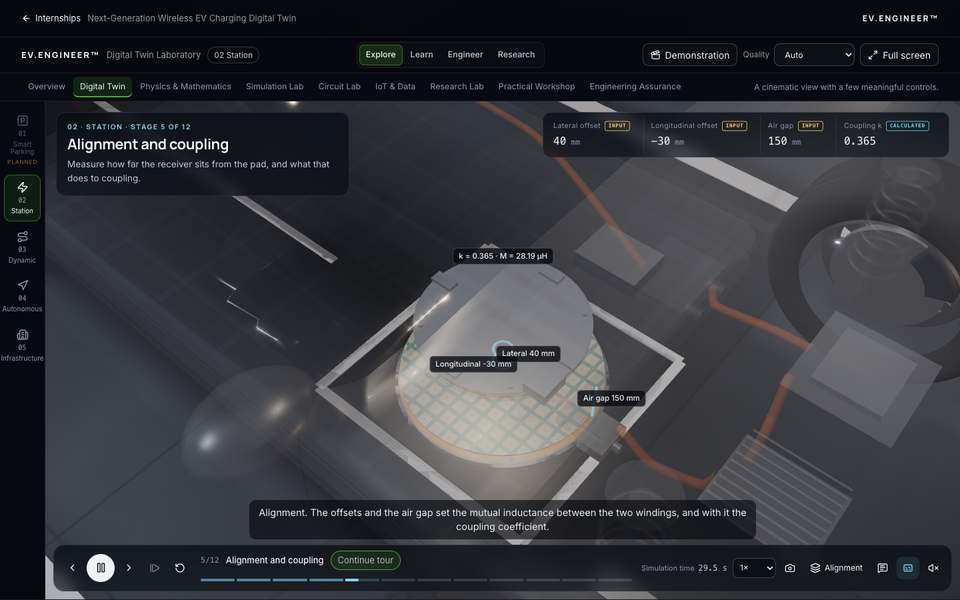 Internships Next-Generation Wireless EV Charging Digital Twin
EV.ENGINEER™
EV.ENGINEER™ Digital Twin Laboratory 02 Station
Explore Learn Engineer Research
Demonstration Quality Auto Full screen
Overview Digital Twin Physics & Mathematics Simulation Lab Circuit Lab IoT & Data Research Lab Practical Workshop Engineering Assurance
A cinematic view with a few meaningful controls.
01
Smart
Parking
PLANNED
02
Station
03
Dynamic
04
Autonomous
05
Infrastructure
02 · STATION · STAGE 5 OF 12
Alignment and coupling
Measure how far the receiver sits from the pad, and what that
does to coupling.
Lateral offset INPUT
40 mm
Longitudinal offset INPUT
−30 mm
Air gap INPUT
150 mm
Coupling k CALCULATED
0.365
k = 0.365 · M = 28.19 µH
Lateral 40 mm
Longitudinal -30 mm
Air gap 150 mm
Alignment. The offsets and the air gap set the mutual inductance between the two windings, and with it the
coupling coefficient.
5/12 Alignment and coupling Continue tour
Simulation time 29.5 s 1× Alignment